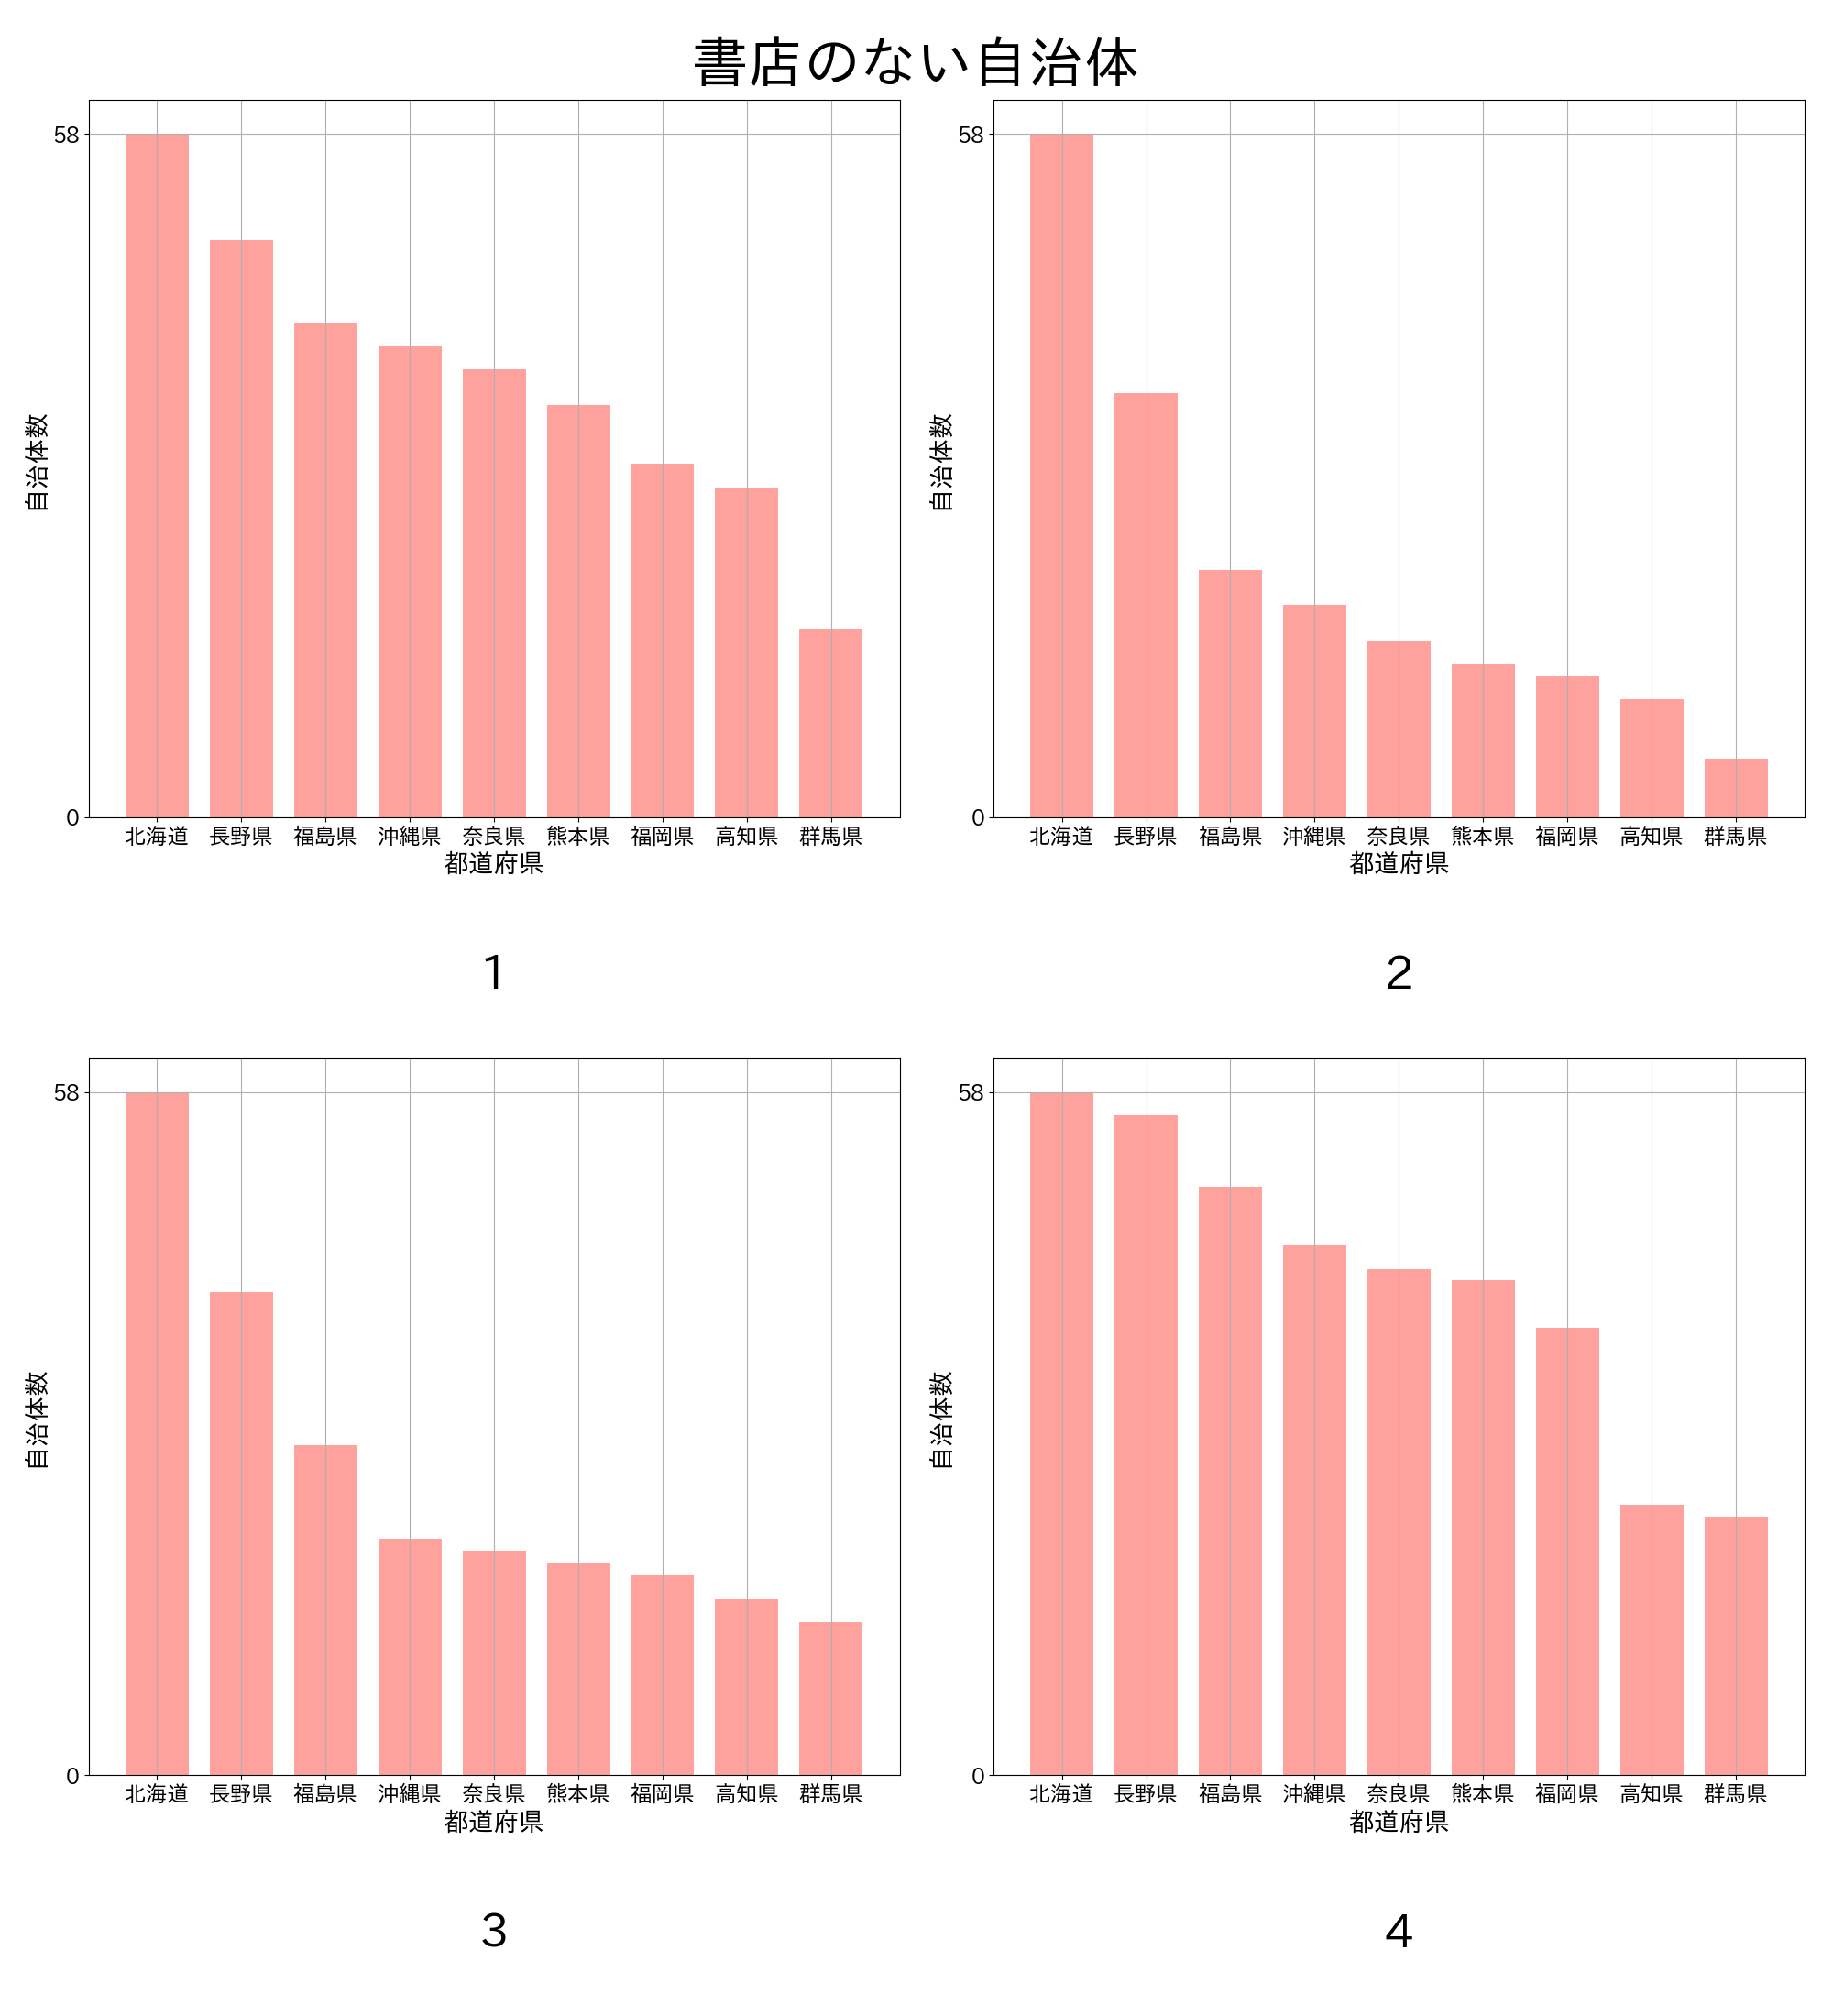 書店のない自治体
58
0
自治体数
北海道 長野県 福島県 沖縄県 奈良県 熊本県 福岡県 高知県 群馬県
都道府県
1
58
0
自治体数
北海道 長野県 福島県 沖縄県 奈良県 熊本県 福岡県 高知県 群馬県
都道府県
2
58
0
自治体数
北海道 長野県 福島県 沖縄県 奈良県 熊本県 福岡県 高知県 群馬県
都道府県
3
58
0
自治体数
北海道 長野県 福島県 沖縄県 奈良県 熊本県 福岡県 高知県 群馬県
都道府県
4